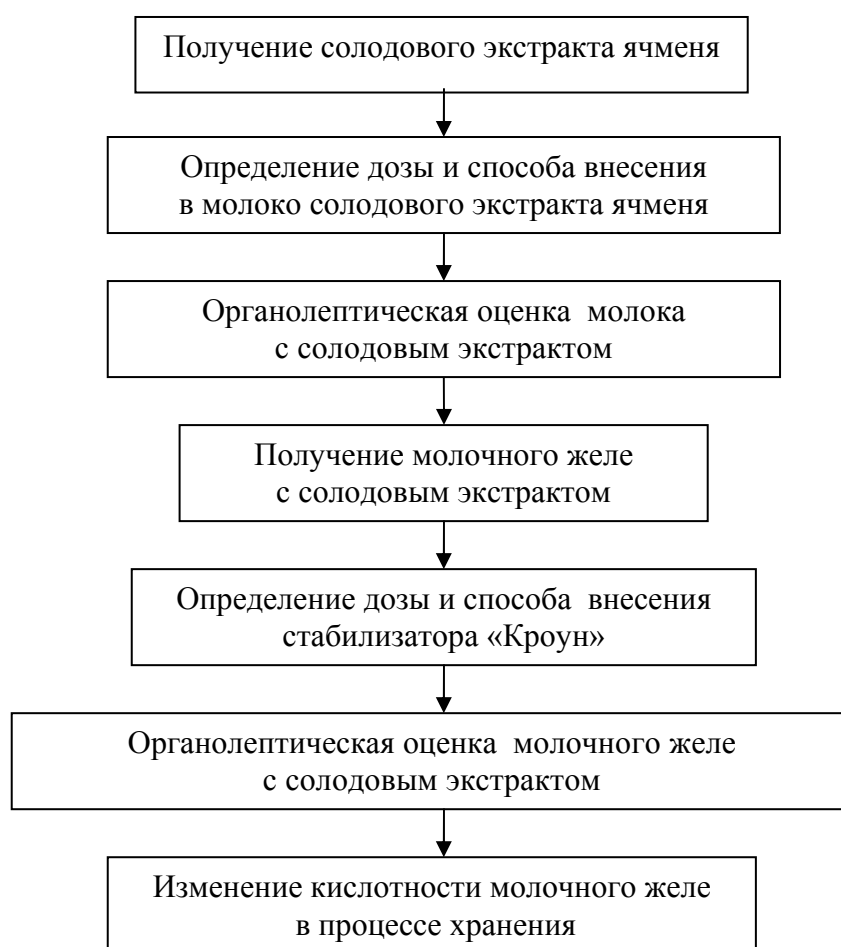 Получение солодового экстракта ячменя
Определение дозы и способа внесения
в молоко солодового экстракта ячменя
Органолептическая оценка молока
с солодовым экстрактом
Получение молочного желе
с солодовым экстрактом
Определение дозы и способа внесения
стабилизатора «Кроун»
Органолептическая оценка молочного желе
с солодовым экстрактом
Изменение кислотности молочного желе
в процессе хранения